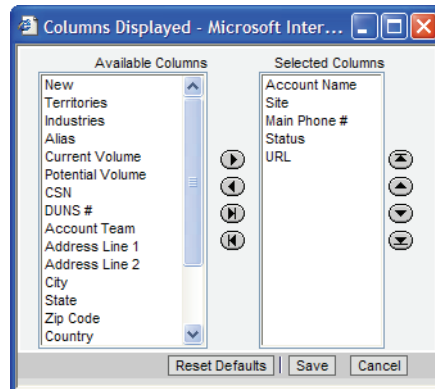 Columns Displayed - Microsoft Inter...
Available Columns
New
Territories
Industries
Alias
Current Volume
Potential Volume
CSN
DUNS #
Account Team
Address Line 1
Address Line 2
City
State
Zip Code
Country
Selected Columns
Account Name
Site
Main Phone #
Status
URL
Reset Defaults | Save Cancel